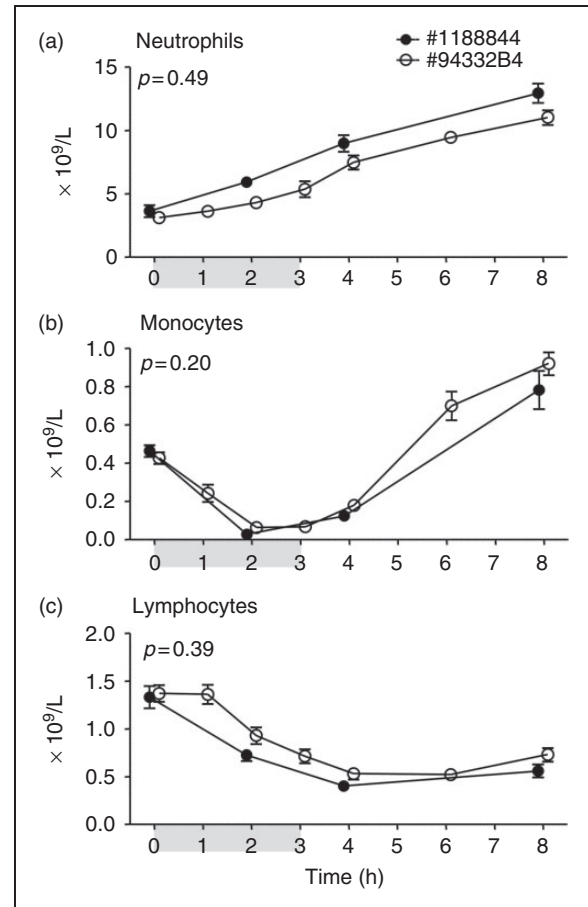 (a) Neutrophils
#1188844
#94332B4
p=0.49
15
10
5
0
× 10⁹/L
0 1 2 3 4 5 6 7 8
(b) Monocytes
p=0.20
1.0
0.8
0.6
0.4
0.2
0.0
× 10⁹/L
0 1 2 3 4 5 6 7 8
(c) Lymphocytes
p=0.39
2.0
1.5
1.0
0.5
0.0
× 10⁹/L
0 1 2 3 4 5 6 7 8
Time (h)